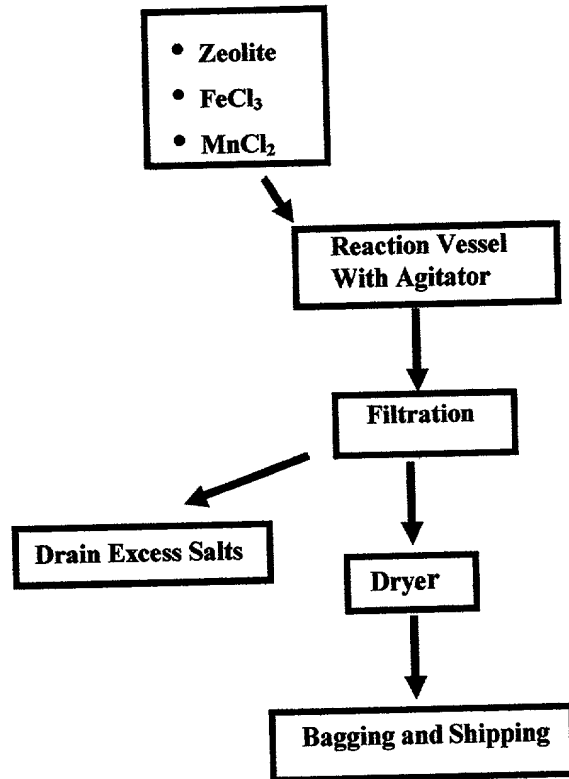 • Zeolite
• FeCl₃
• MnCl₂
Reaction Vessel
With Agitator
Filtration
Drain Excess Salts
Dryer
Bagging and Shipping